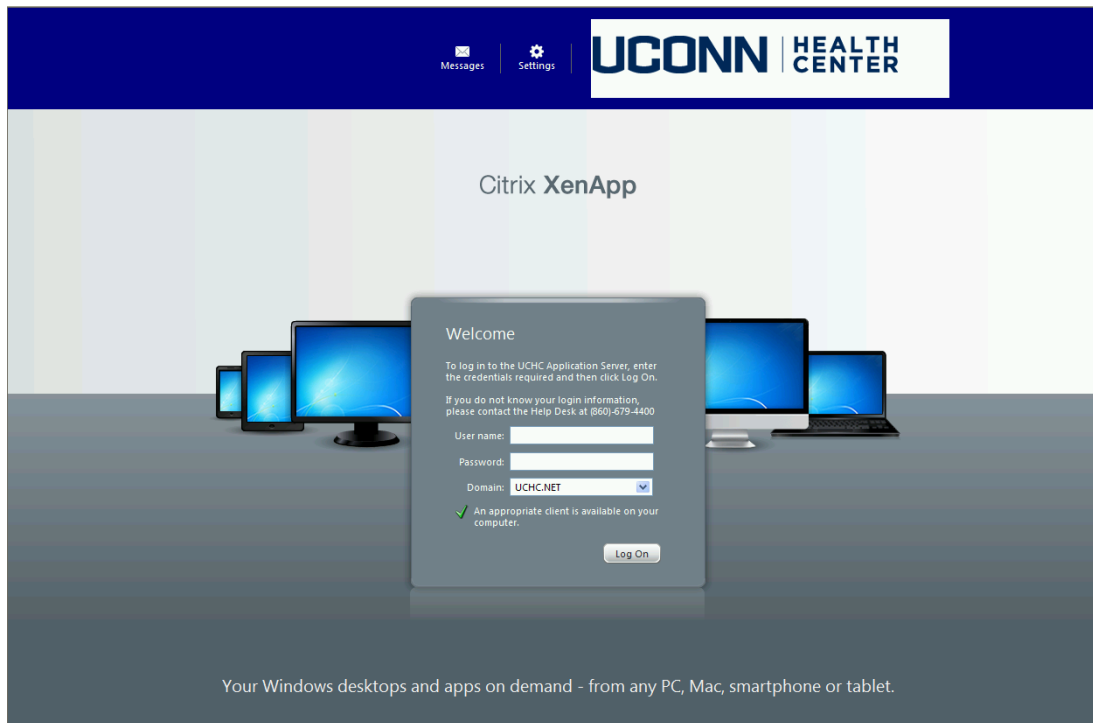 Messages
Settings
UCONN HEALTH CENTER
Citrix XenApp
Welcome
To log in to the UCHC Application Server, enter
the credentials required and then click Log On.
If you do not know your login information,
please contact the Help Desk at (860)-679-4400
User name:
Password:
Domain: UCHC.NET
An appropriate client is available on your
computer.
Log On
Your Windows desktops and apps on demand - from any PC, Mac, smartphone or tablet.